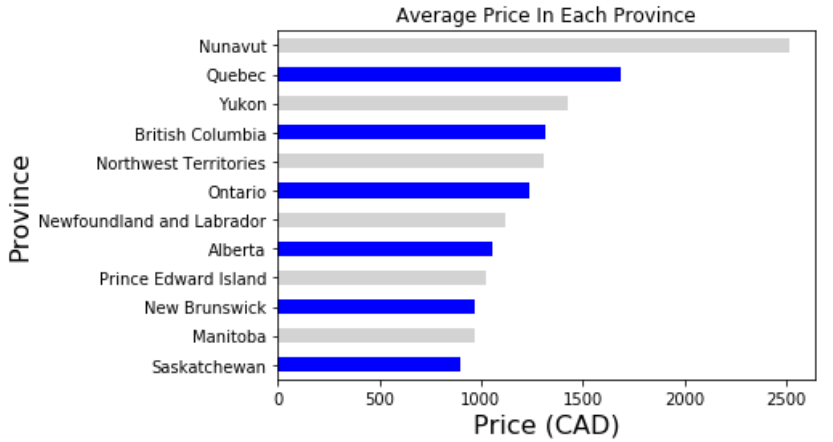 Average Price In Each Province
Nunavut
Quebec
Yukon
British Columbia
Northwest Territories
Ontario
Newfoundland and Labrador
Alberta
Prince Edward Island
New Brunswick
Manitoba
Saskatchewan
Province
0 500 1000 1500 2000 2500
Price (CAD)